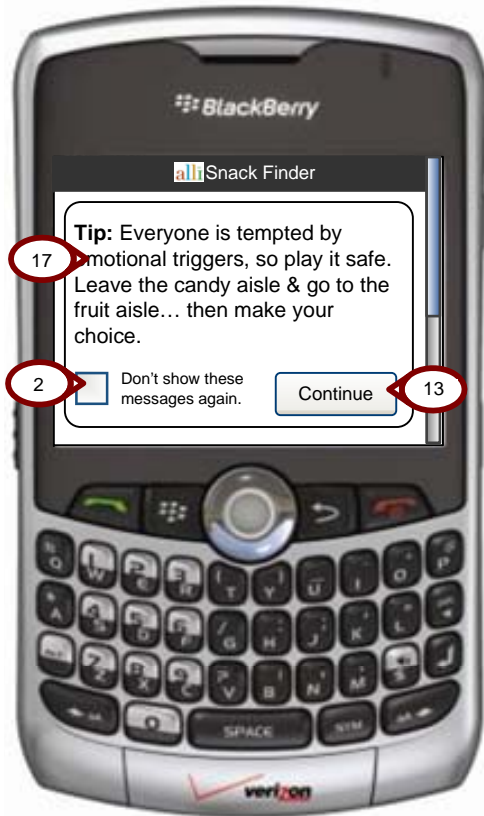 BlackBerry
alli Snack Finder
Tip: Everyone is tempted by
emotional triggers, so play it safe.
Leave the candy aisle & go to the
fruit aisle… then make your
choice.
17
2
Don't show these
messages again.
Continue
13
Q W E R T Y U I O P
A S D F G H J K L
Z X C V B N M $
0 SPACE SYM
verizon